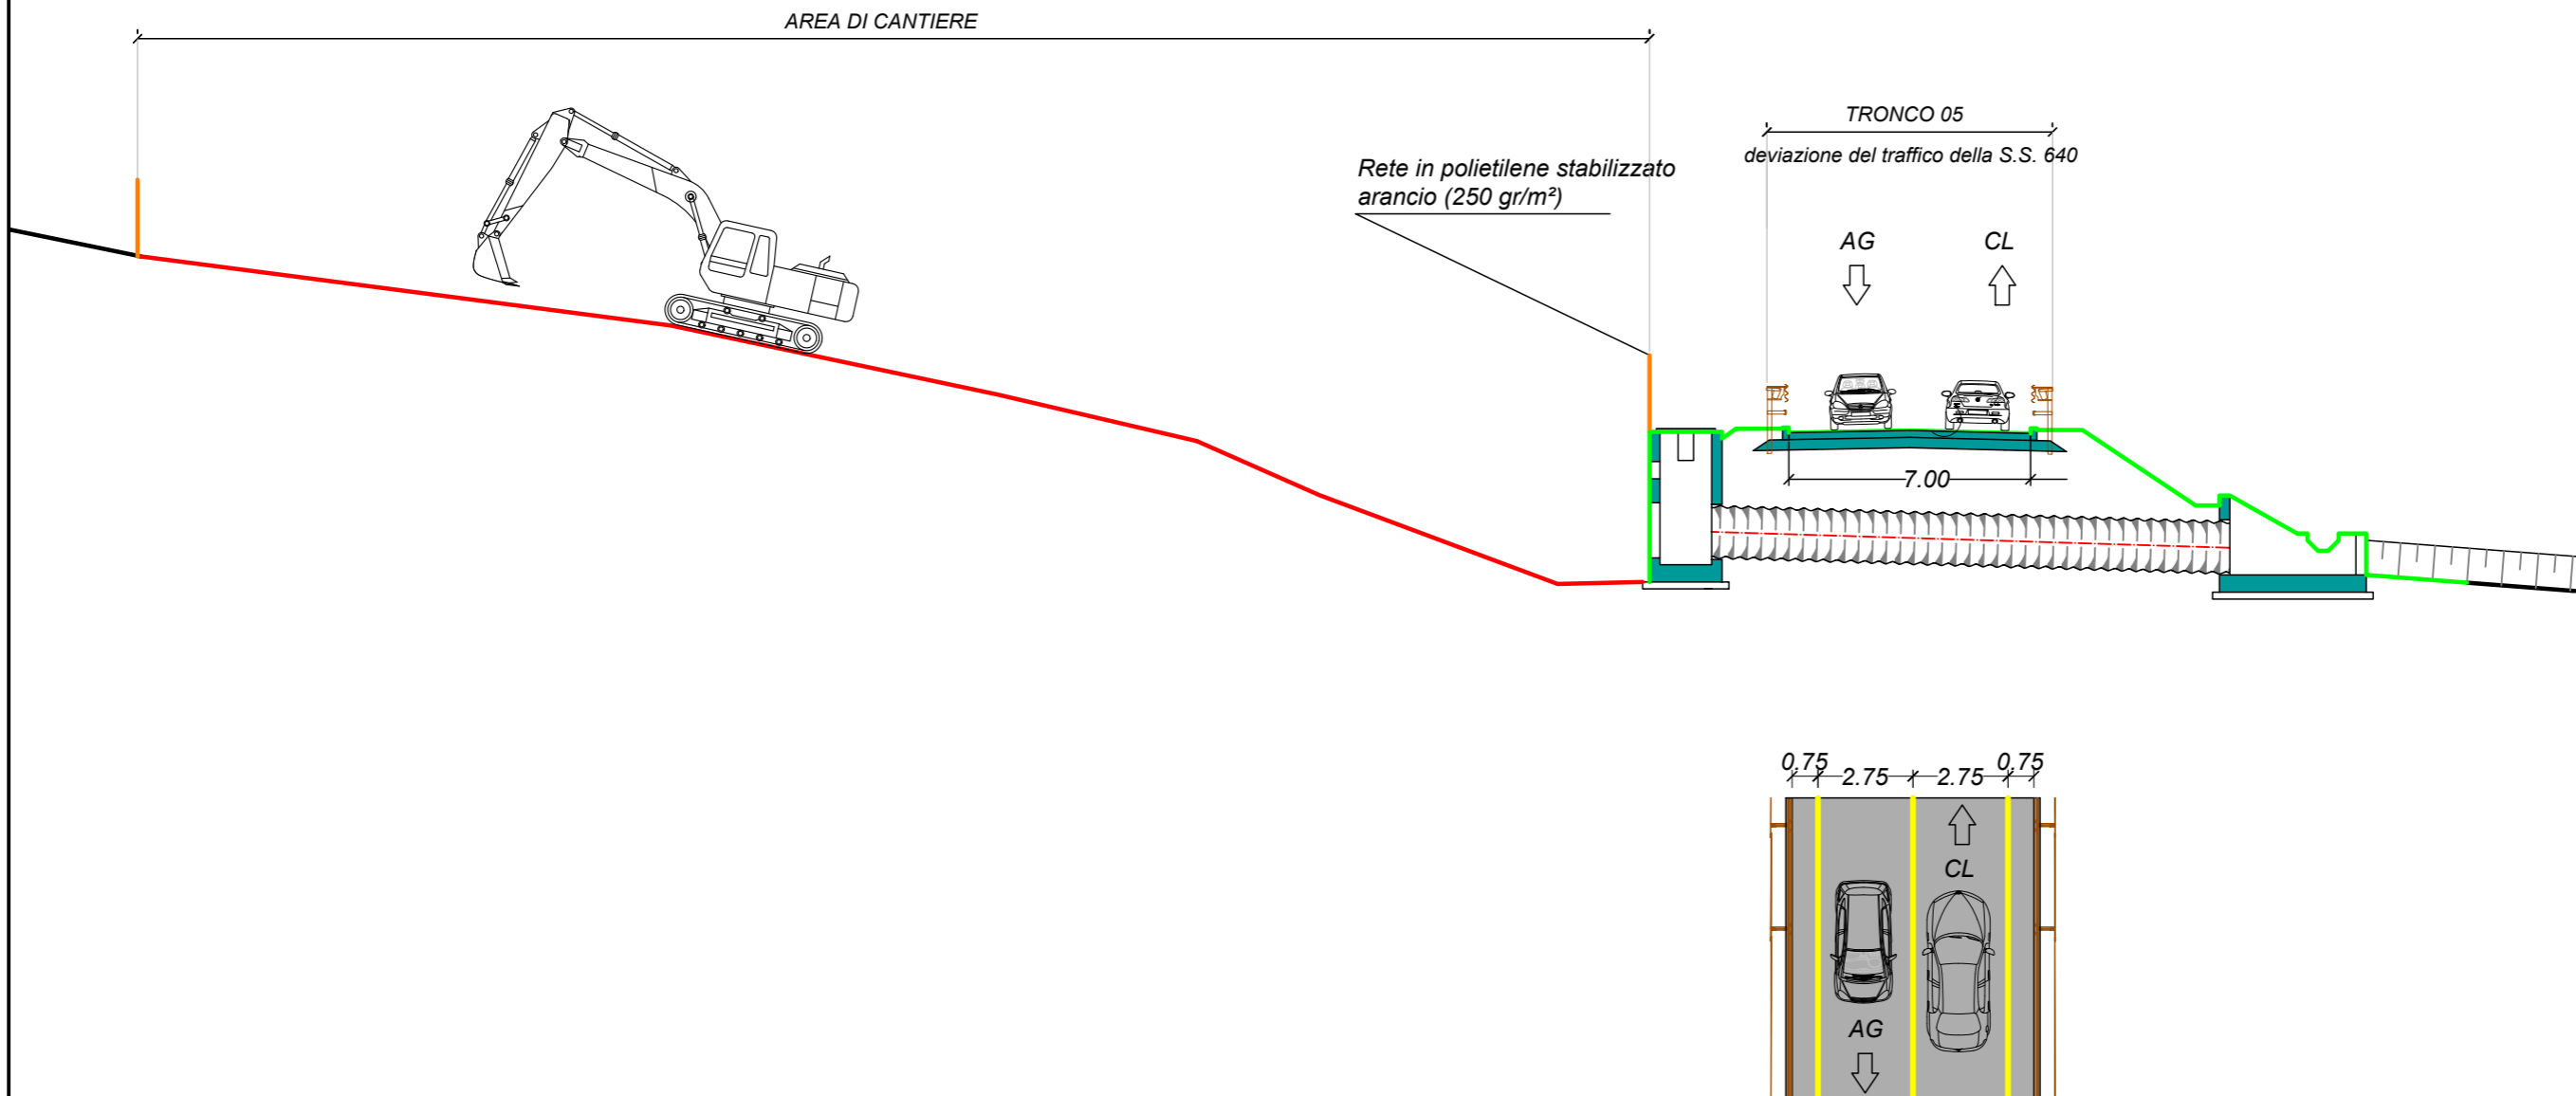 AREA DI CANTIERE
TRONCO 05
deviazione del traffico della S.S. 640
Rete in polietilene stabilizzato
arancio (250 gr/m²)
AG CL
7.00
0.75 2.75 2.75 0.75
CL
AG